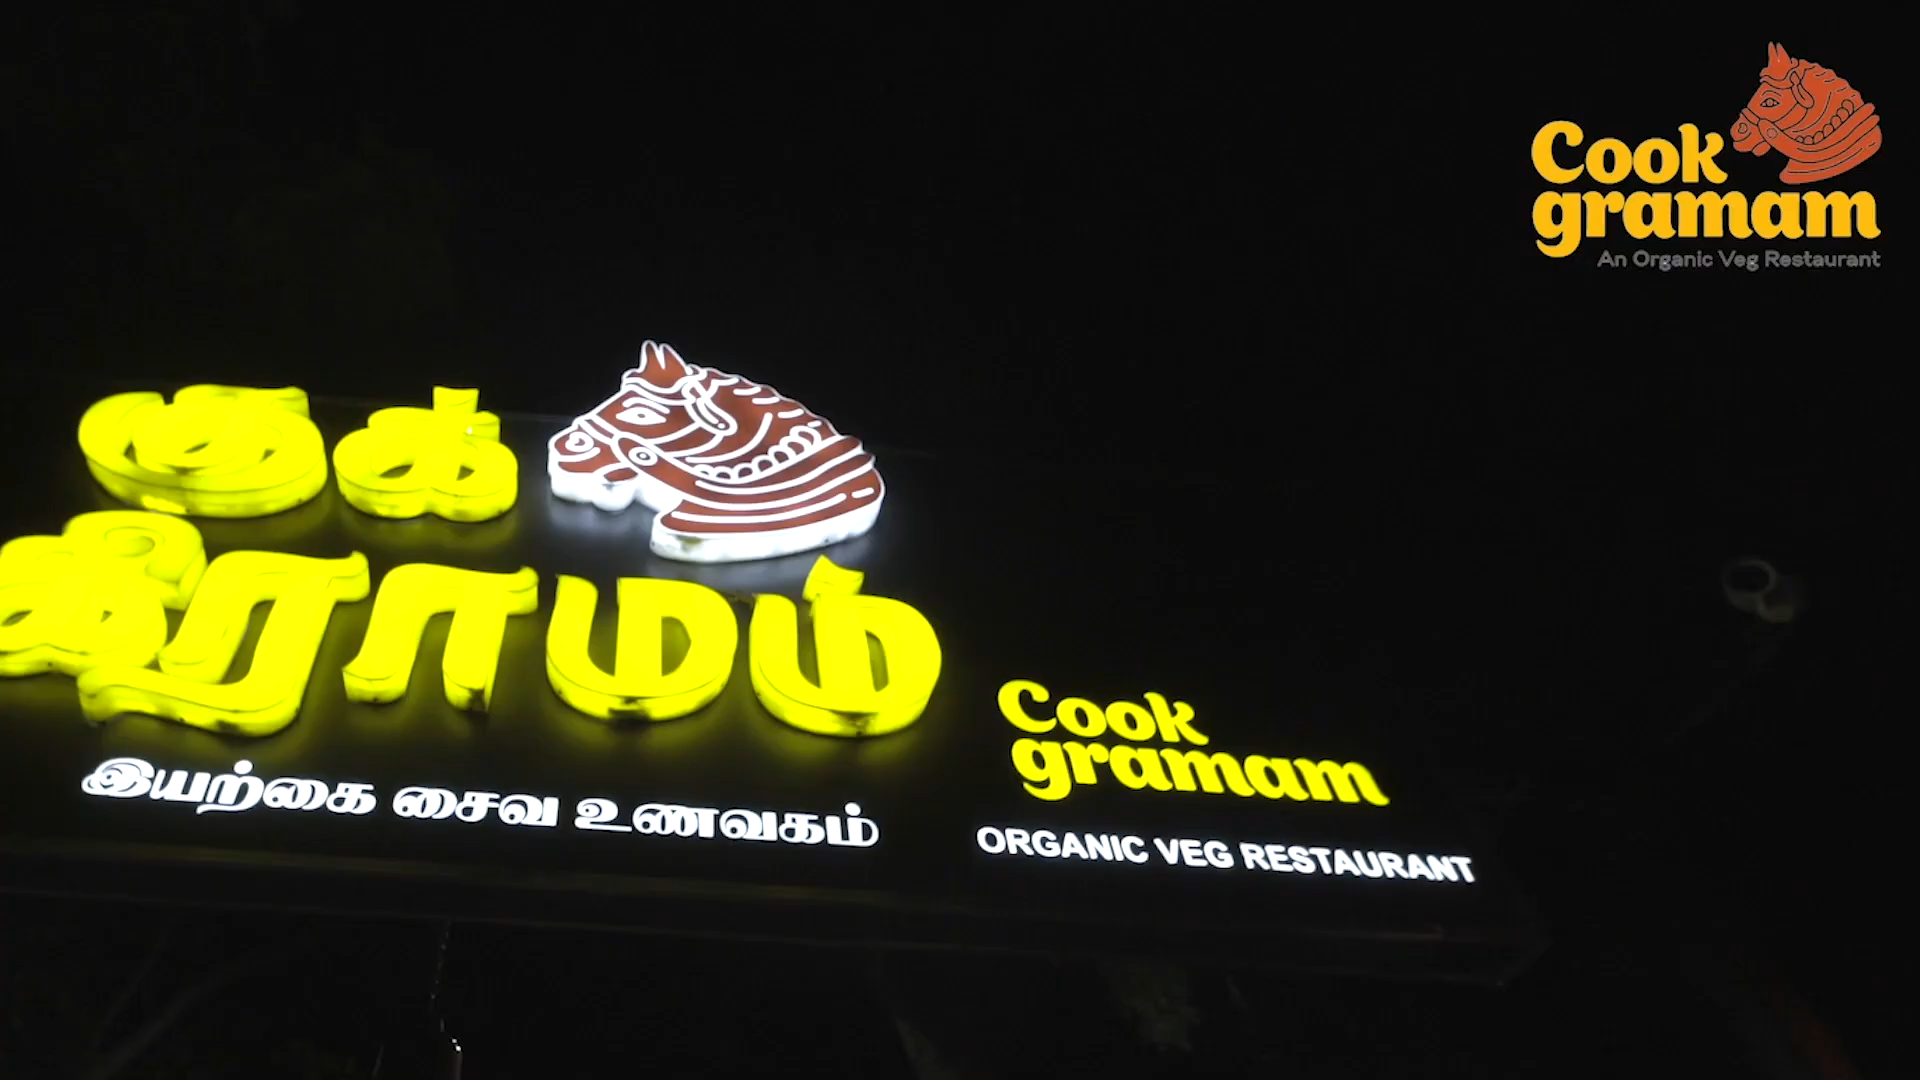 Cook
gramam
An Organic Veg Restaurant
குக்
கிராமம்
இயற்கை சைவ உணவகம்
Cook
gramam
ORGANIC VEG RESTAURANT